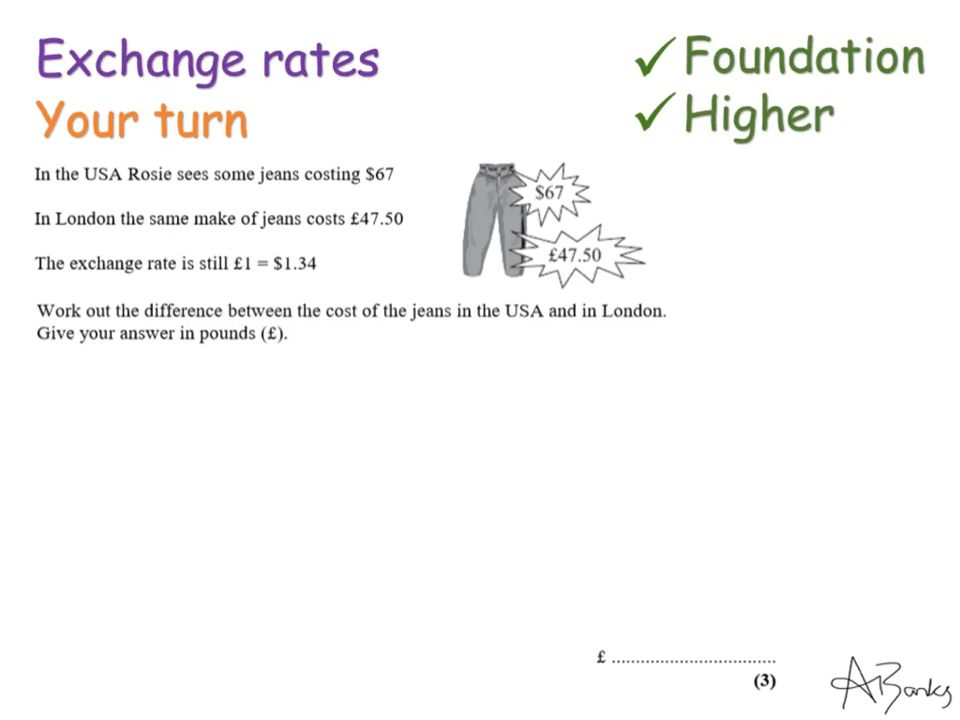 Exchange rates
Your turn
✓ Foundation
✓ Higher
In the USA Rosie sees some jeans costing $67
In London the same make of jeans costs £47.50
The exchange rate is still £1 = $1.34
$67
£47.50
Work out the difference between the cost of the jeans in the USA and in London.
Give your answer in pounds (£).
£ ..................................
(3)
A Banks